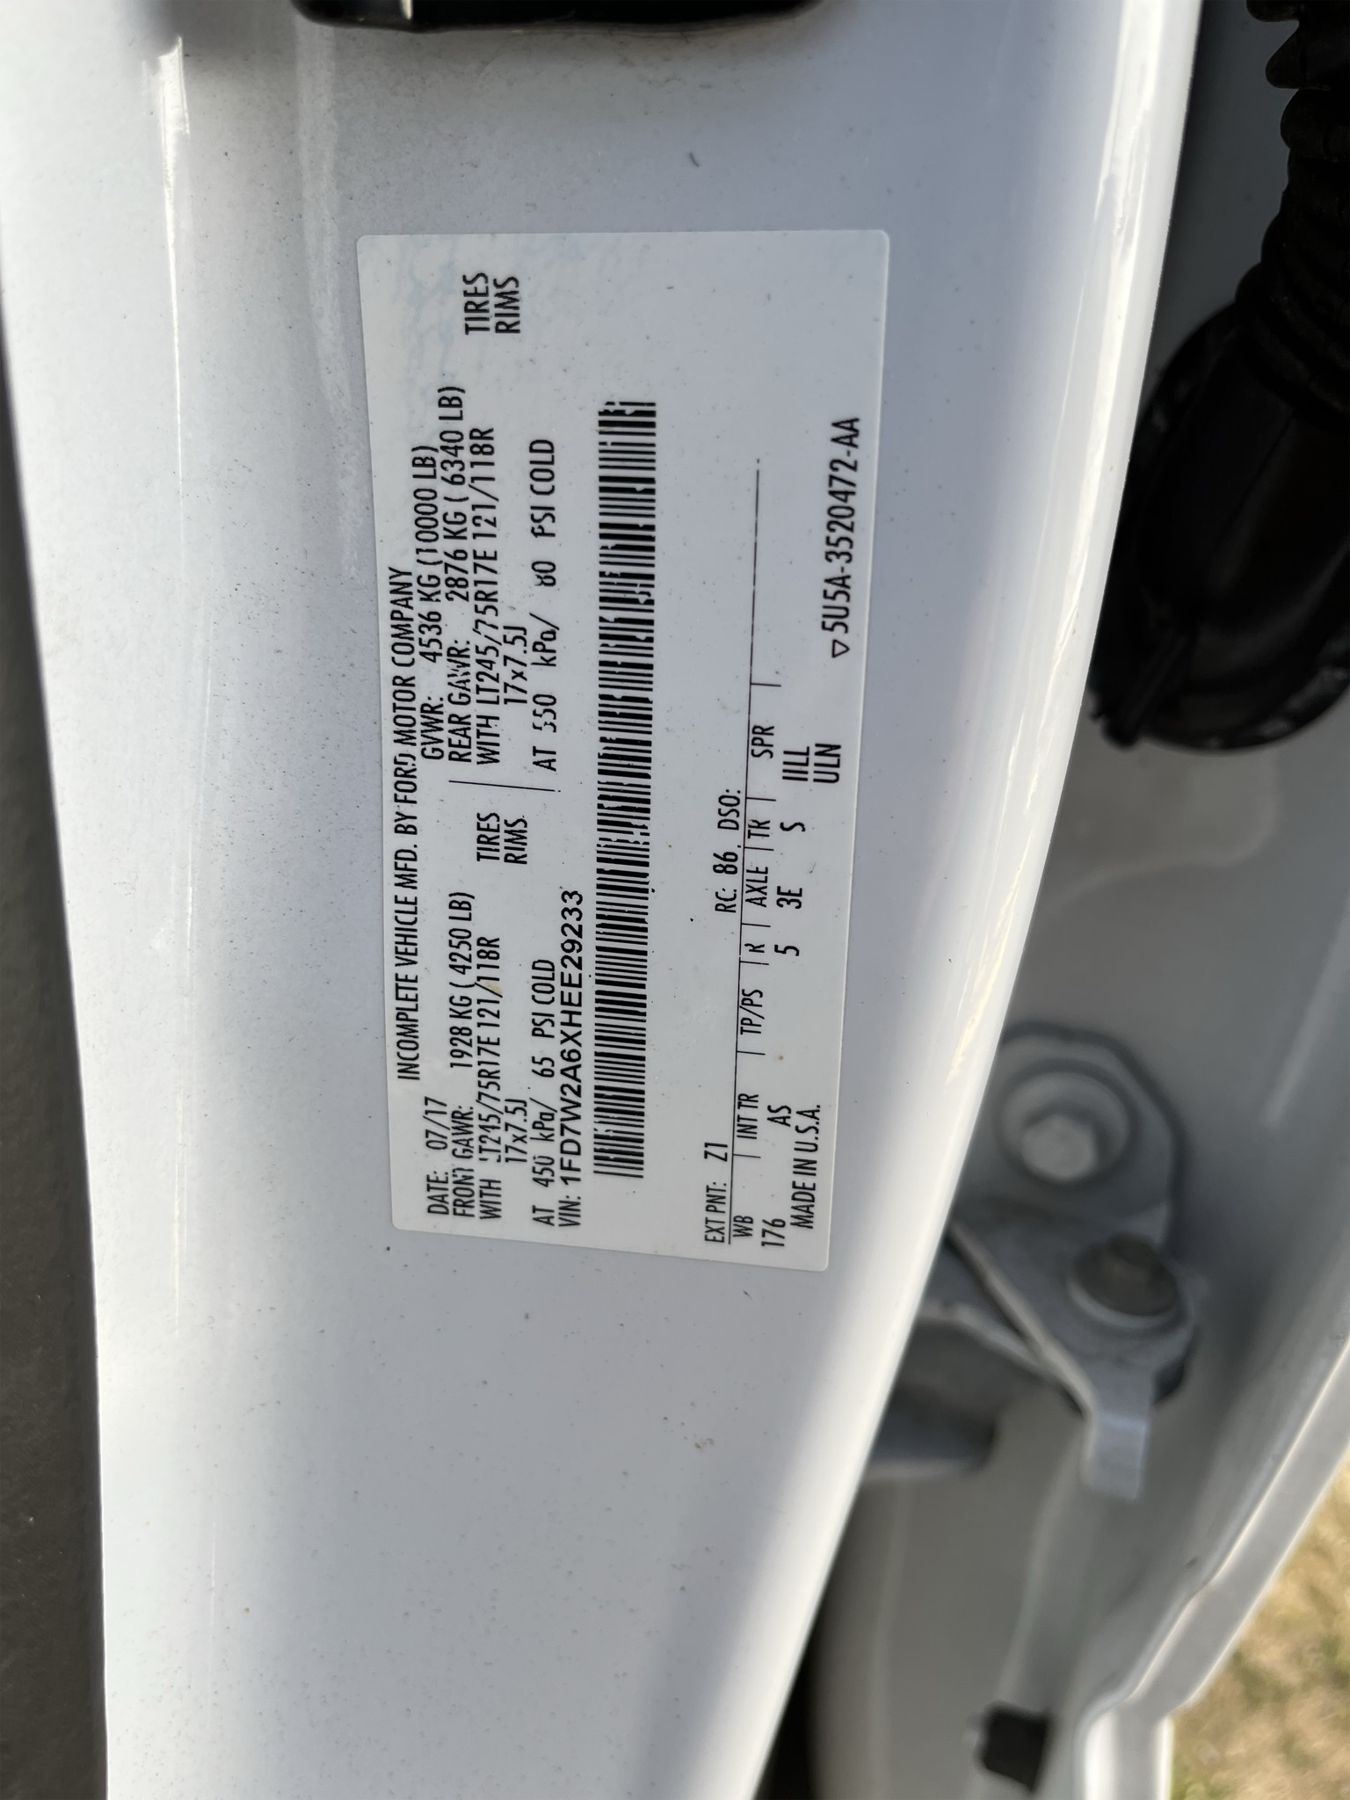 INCOMPLETE VEHICLE MFD. BY FORD MOTOR COMPANY
DATE: 07/17 GVWR: 4536 KG (10000 LB)
FRONT GAWR: 1928 KG ( 4250 LB) REAR GAWR: 2876 KG ( 6340 LB)
WITH LT245/75R17E 121/118R TIRES WITH LT245/75R17E 121/118R TIRES
17x7.5J RIMS 17x7.5J RIMS
AT 450 kPa/ 65 PSI COLD AT 550 kPa/ 80 PSI COLD
VIN: 1FD7W2A6XHEE29233
EXT PNT: Z1 RC: 86 DSO:
WB INT TR TP/PS R AXLE TR SPR
176 AS 5 3E S IILL
MADE IN U.S.A. ULN ▽5U5A-3520472-AA